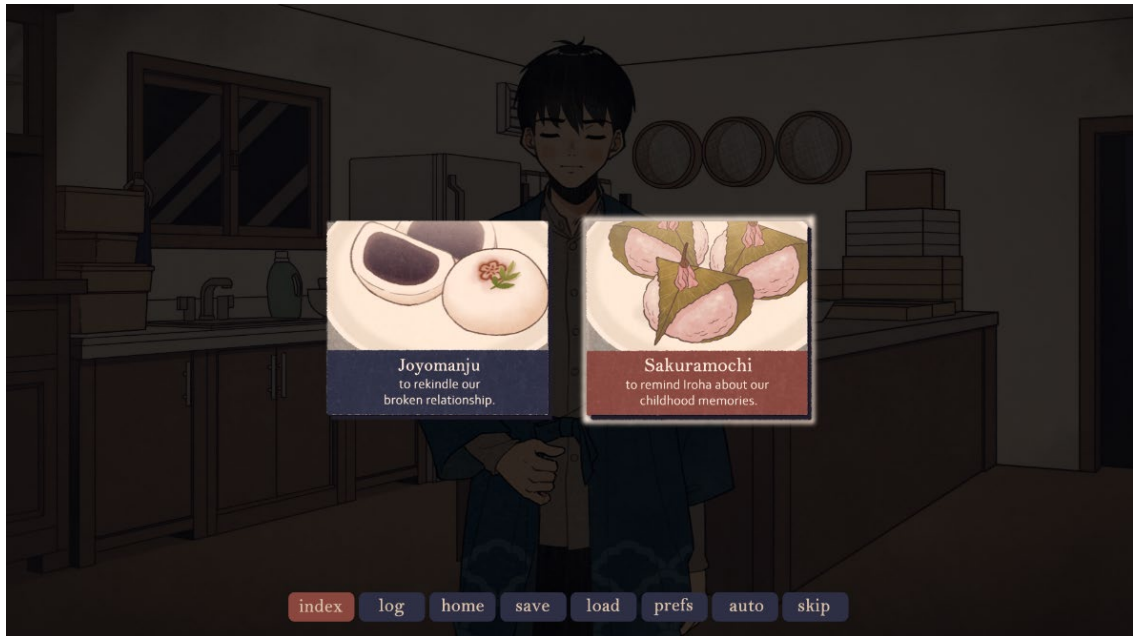 Joyomanju
to rekindle our
broken relationship.
Sakuramochi
to remind Iroha about our
childhood memories.
index
log
home
save
load
prefs
auto
skip